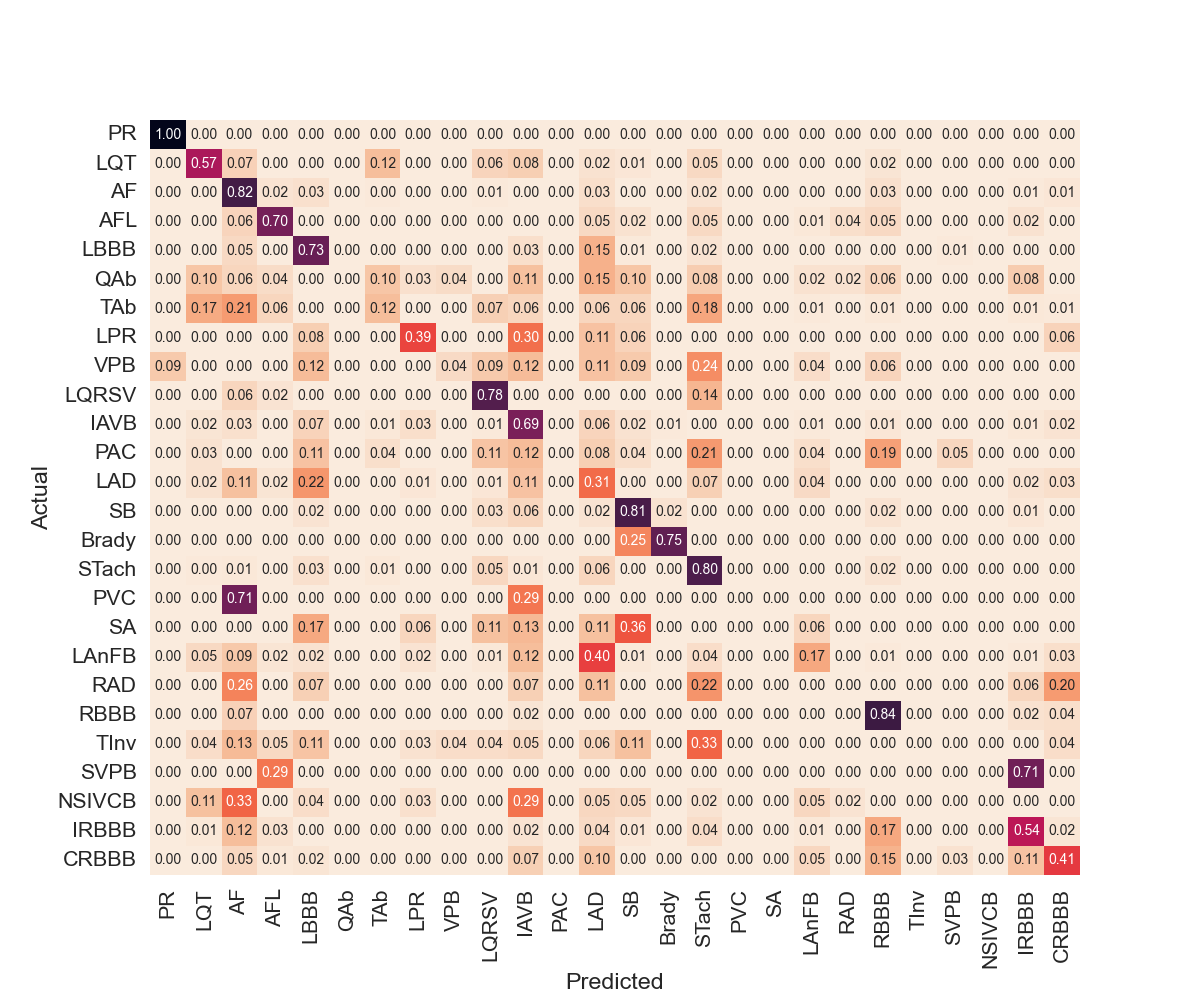 PR 1.00 0.00 0.00 0.00 0.00 0.00 0.00 0.00 0.00 0.00 0.00 0.00 0.00 0.00 0.00 0.00 0.00 0.00 0.00 0.00 0.00 0.00 0.00 0.00 0.00 0.00
LQT 0.00 0.57 0.07 0.00 0.00 0.00 0.12 0.00 0.00 0.06 0.08 0.00 0.02 0.01 0.00 0.05 0.00 0.00 0.00 0.00 0.02 0.00 0.00 0.00 0.00 0.00
AF 0.00 0.00 0.82 0.02 0.03 0.00 0.00 0.00 0.00 0.01 0.00 0.00 0.03 0.00 0.00 0.02 0.00 0.00 0.00 0.00 0.03 0.00 0.00 0.00 0.01 0.01
AFL 0.00 0.00 0.06 0.70 0.00 0.00 0.00 0.00 0.00 0.00 0.00 0.00 0.05 0.02 0.00 0.05 0.00 0.00 0.01 0.04 0.05 0.00 0.00 0.00 0.02 0.00
LBBB 0.00 0.00 0.05 0.00 0.73 0.00 0.00 0.00 0.00 0.00 0.03 0.00 0.15 0.01 0.00 0.02 0.00 0.00 0.00 0.00 0.00 0.00 0.01 0.00 0.00 0.00
QAb 0.00 0.10 0.06 0.04 0.00 0.00 0.10 0.03 0.04 0.00 0.11 0.00 0.15 0.10 0.00 0.08 0.00 0.00 0.02 0.02 0.06 0.00 0.00 0.00 0.08 0.00
TAb 0.00 0.17 0.21 0.06 0.00 0.00 0.12 0.00 0.00 0.07 0.06 0.00 0.06 0.06 0.00 0.18 0.00 0.00 0.00 0.00 0.01 0.00 0.00 0.00 0.01 0.01
LPR 0.00 0.00 0.00 0.00 0.08 0.00 0.00 0.39 0.00 0.00 0.30 0.00 0.11 0.06 0.00 0.00 0.00 0.00 0.00 0.00 0.00 0.00 0.00 0.00 0.00 0.06
VPB 0.09 0.00 0.00 0.00 0.12 0.00 0.00 0.00 0.04 0.09 0.12 0.00 0.11 0.09 0.00 0.24 0.00 0.00 0.04 0.00 0.06 0.00 0.00 0.00 0.00 0.00
LQRSV 0.00 0.00 0.06 0.02 0.00 0.00 0.00 0.00 0.00 0.78 0.00 0.00 0.00 0.00 0.00 0.14 0.00 0.00 0.00 0.00 0.00 0.00 0.00 0.00 0.00 0.00
IAVB 0.00 0.02 0.03 0.00 0.07 0.00 0.01 0.03 0.00 0.01 0.69 0.00 0.06 0.02 0.01 0.00 0.00 0.00 0.01 0.00 0.01 0.00 0.00 0.00 0.01 0.02
PAC 0.00 0.03 0.00 0.00 0.11 0.00 0.04 0.00 0.00 0.11 0.12 0.00 0.08 0.04 0.00 0.21 0.00 0.00 0.04 0.00 0.19 0.00 0.05 0.00 0.00 0.00
LAD 0.00 0.02 0.11 0.02 0.22 0.00 0.00 0.01 0.00 0.01 0.11 0.00 0.31 0.00 0.00 0.07 0.00 0.00 0.04 0.00 0.00 0.00 0.00 0.00 0.02 0.03
SB 0.00 0.00 0.00 0.00 0.02 0.00 0.00 0.00 0.00 0.03 0.06 0.00 0.02 0.81 0.02 0.00 0.00 0.00 0.00 0.00 0.02 0.00 0.00 0.00 0.01 0.00
Brady 0.00 0.00 0.00 0.00 0.00 0.00 0.00 0.00 0.00 0.00 0.00 0.00 0.00 0.25 0.75 0.00 0.00 0.00 0.00 0.00 0.00 0.00 0.00 0.00 0.00 0.00
STach 0.00 0.00 0.01 0.00 0.03 0.00 0.01 0.00 0.00 0.05 0.01 0.00 0.06 0.00 0.00 0.80 0.00 0.00 0.00 0.00 0.02 0.00 0.00 0.00 0.00 0.00
PVC 0.00 0.00 0.71 0.00 0.00 0.00 0.00 0.00 0.00 0.00 0.29 0.00 0.00 0.00 0.00 0.00 0.00 0.00 0.00 0.00 0.00 0.00 0.00 0.00 0.00 0.00
SA 0.00 0.00 0.00 0.00 0.17 0.00 0.00 0.06 0.00 0.11 0.13 0.00 0.11 0.36 0.00 0.00 0.00 0.00 0.06 0.00 0.00 0.00 0.00 0.00 0.00 0.00
LAnFB 0.00 0.05 0.09 0.02 0.02 0.00 0.00 0.02 0.00 0.01 0.12 0.00 0.40 0.01 0.00 0.04 0.00 0.00 0.17 0.00 0.01 0.00 0.00 0.00 0.01 0.03
RAD 0.00 0.00 0.26 0.00 0.07 0.00 0.00 0.00 0.00 0.00 0.07 0.00 0.11 0.00 0.00 0.22 0.00 0.00 0.00 0.00 0.00 0.00 0.00 0.00 0.06 0.20
RBBB 0.00 0.00 0.07 0.00 0.00 0.00 0.00 0.00 0.00 0.00 0.02 0.00 0.00 0.00 0.00 0.00 0.00 0.00 0.00 0.00 0.84 0.00 0.00 0.00 0.02 0.04
TInv 0.00 0.04 0.13 0.05 0.11 0.00 0.00 0.03 0.04 0.04 0.05 0.00 0.06 0.11 0.00 0.33 0.00 0.00 0.00 0.00 0.00 0.00 0.00 0.00 0.00 0.04
SVPB 0.00 0.00 0.00 0.29 0.00 0.00 0.00 0.00 0.00 0.00 0.00 0.00 0.00 0.00 0.00 0.00 0.00 0.00 0.00 0.00 0.00 0.00 0.00 0.00 0.71 0.00
NSIVCB 0.00 0.11 0.33 0.00 0.04 0.00 0.00 0.03 0.00 0.00 0.29 0.00 0.05 0.05 0.00 0.02 0.00 0.00 0.05 0.02 0.00 0.00 0.00 0.00 0.00 0.00
IRBBB 0.00 0.01 0.12 0.03 0.00 0.00 0.00 0.00 0.00 0.00 0.02 0.00 0.04 0.01 0.00 0.04 0.00 0.00 0.01 0.00 0.17 0.00 0.00 0.00 0.54 0.02
CRBBB 0.00 0.00 0.05 0.01 0.02 0.00 0.00 0.00 0.00 0.00 0.07 0.00 0.10 0.00 0.00 0.00 0.00 0.00 0.05 0.00 0.15 0.00 0.03 0.00 0.11 0.41
PR LQT AF AFL LBBB QAb TAb LPR VPB LQRSV IAVB PAC LAD SB Brady STach PVC SA LAnFB RAD RBBB TInv SVPB NSIVCB IRBBB CRBBB
Predicted
Actual